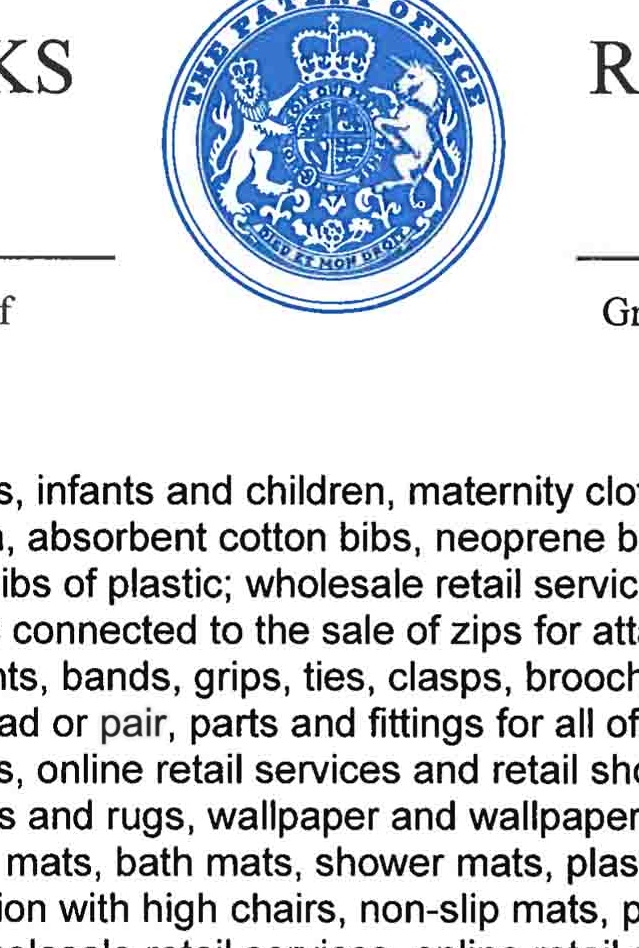 THE PATENT OFFICE
KS
R
DIEU ET MON DROIT
f
Gr
s, infants and children, maternity clot
, absorbent cotton bibs, neoprene b
ibs of plastic; wholesale retail servic
connected to the sale of zips for atta
nts, bands, grips, ties, clasps, brooch
ad or pair, parts and fittings for all of
s, online retail services and retail sho
s and rugs, wallpaper and wallpaper
mats, bath mats, shower mats, plas
ion with high chairs, non-slip mats, p